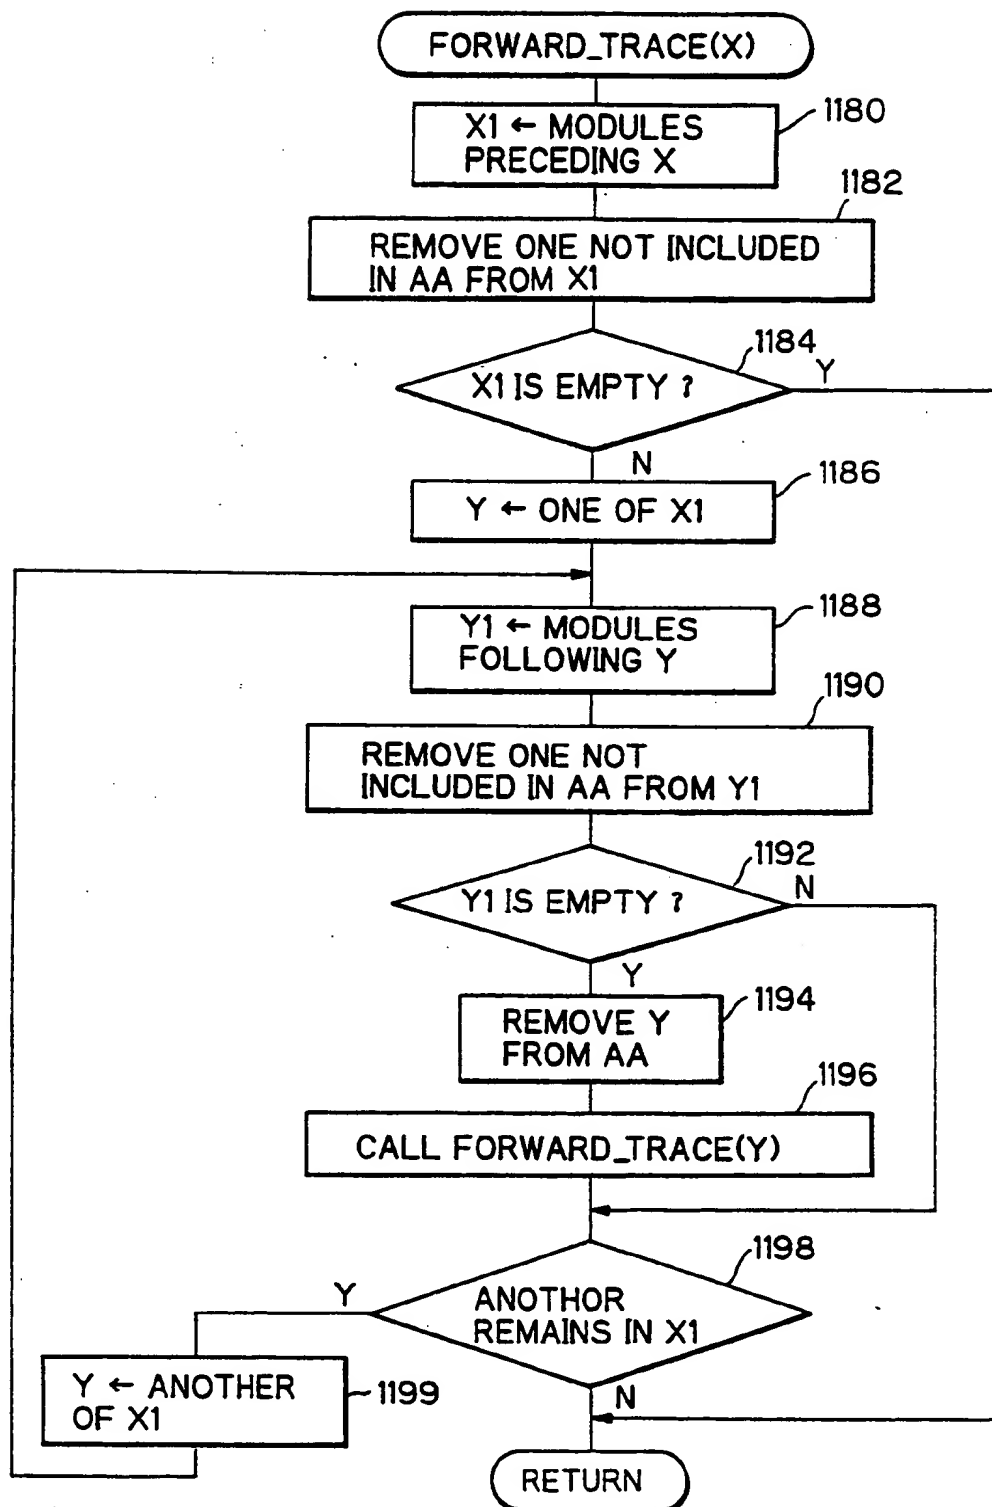 FORWARD_TRACE(X)
1180
X1 ← MODULES
PRECEDING X
1182
REMOVE ONE NOT INCLUDED
IN AA FROM X1
1184
X1 IS EMPTY ?
Y
N
1186
Y ← ONE OF X1
1188
Y1 ← MODULES
FOLLOWING Y
1190
REMOVE ONE NOT
INCLUDED IN AA FROM Y1
1192
Y1 IS EMPTY ?
N
Y
1194
REMOVE Y
FROM AA
1196
CALL FORWARD_TRACE(Y)
1198
Y
ANOTHOR
REMAINS IN X1
Y ← ANOTHER
OF X1
1199
N
RETURN